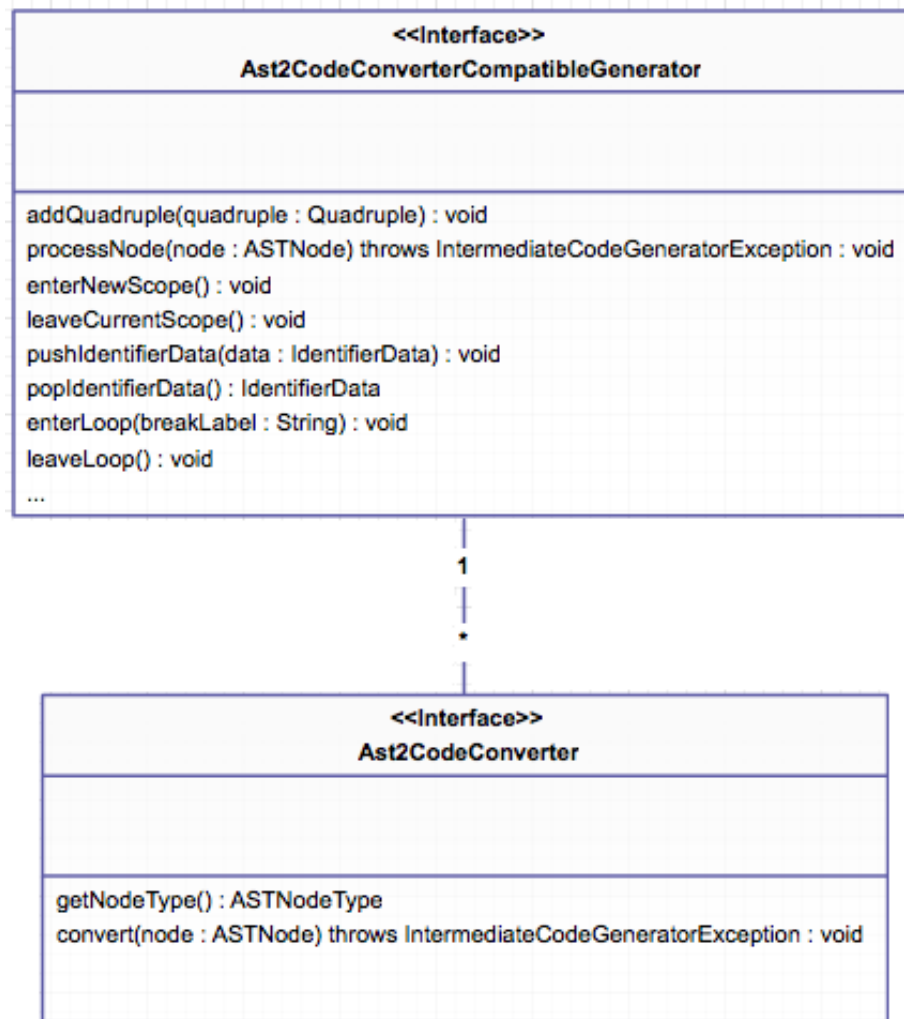 <<Interface>>
Ast2CodeConverterCompatibleGenerator
addQuadruple(quadruple : Quadruple) : void
processNode(node : ASTNode) throws IntermediateCodeGeneratorException : void
enterNewScope() : void
leaveCurrentScope() : void
pushIdentifierData(data : IdentifierData) : void
popIdentifierData() : IdentifierData
enterLoop(breakLabel : String) : void
leaveLoop() : void
...
1
*
<<Interface>>
Ast2CodeConverter
getNodeType() : ASTNodeType
convert(node : ASTNode) throws IntermediateCodeGeneratorException : void